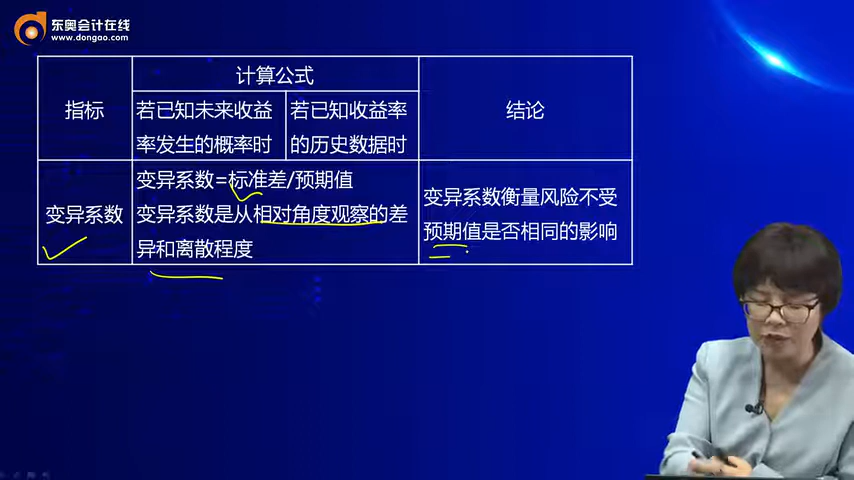 东奥会计在线
www.dongao.com
指标
计算公式
结论
若已知未来收益
率发生的概率时
若已知收益率
的历史数据时
变异系数
变异系数=标准差/预期值
变异系数是从相对角度观察的差
异和离散程度
变异系数衡量风险不受
预期值是否相同的影响